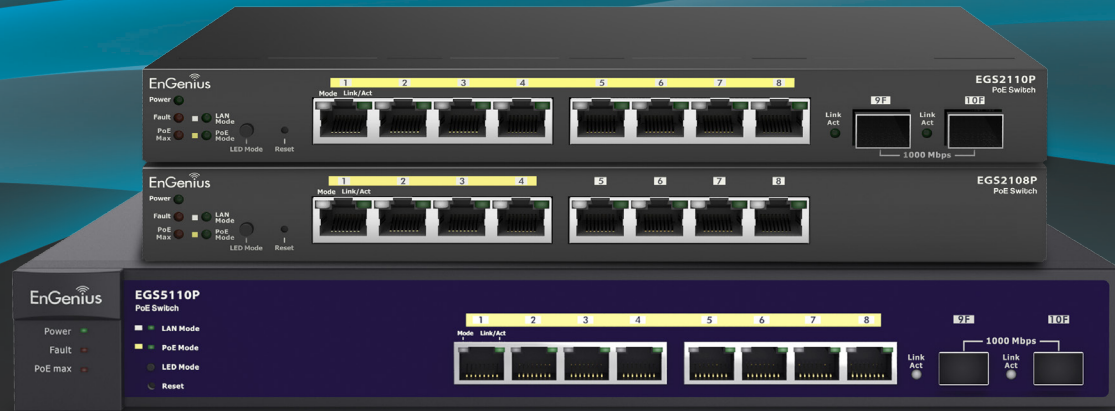 EnGenius
EGS2110P
PoE Switch
1 2 3 4 5 6 7 8
Mode Link/Act
9F 10F
Power
Fault
LAN Mode
PoE Max
PoE Mode
LED Mode
Reset
Link Act
Link Act
1000 Mbps
EnGenius
EGS2108P
PoE Switch
1 2 3 4 5 6 7 8
Mode Link/Act
Power
Fault
LAN Mode
PoE Max
PoE Mode
LED Mode
Reset
EnGenius
EGS5110P
PoE Switch
1 2 3 4 5 6 7 8
Mode Link/Act
9F 10F
Power
Fault
PoE max
LAN Mode
PoE Mode
LED Mode
Reset
1000 Mbps
Link Act
Link Act